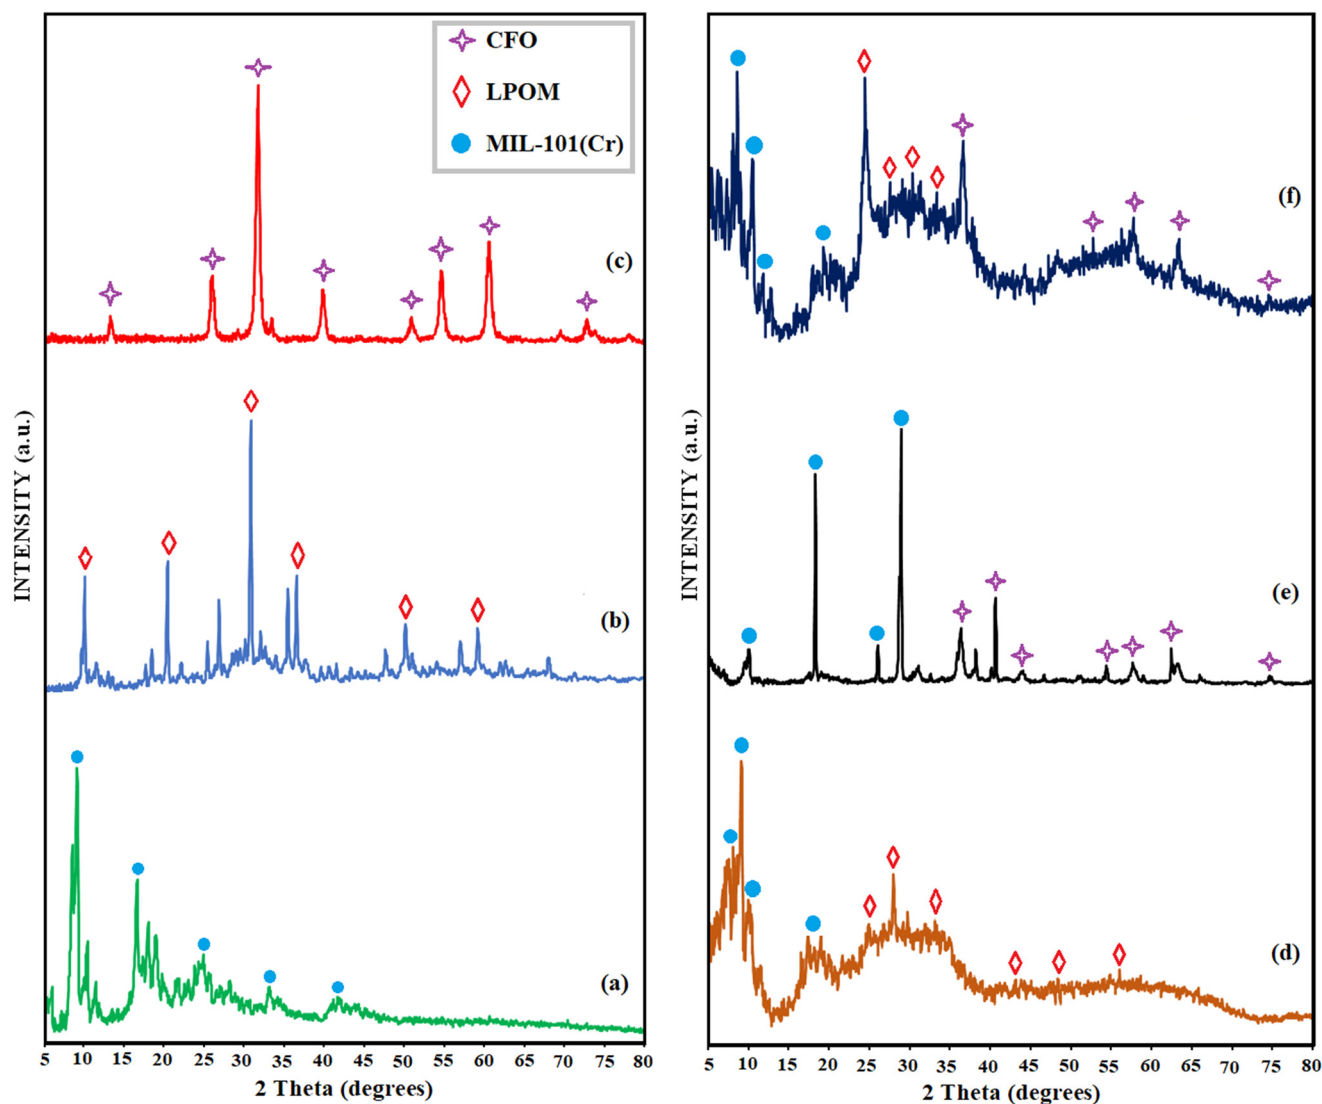 CFO
LPOM
MIL-101(Cr)
(c)
(b)
(a)
INTENSITY (a.u.)
5 10 15 20 25 30 35 40 45 50 55 60 65 70 75 80
2 Theta (degrees)
(f)
(e)
(d)
INTENSITY (a.u.)
5 10 15 20 25 30 35 40 45 50 55 60 65 70 75 80
2 Theta (degrees)